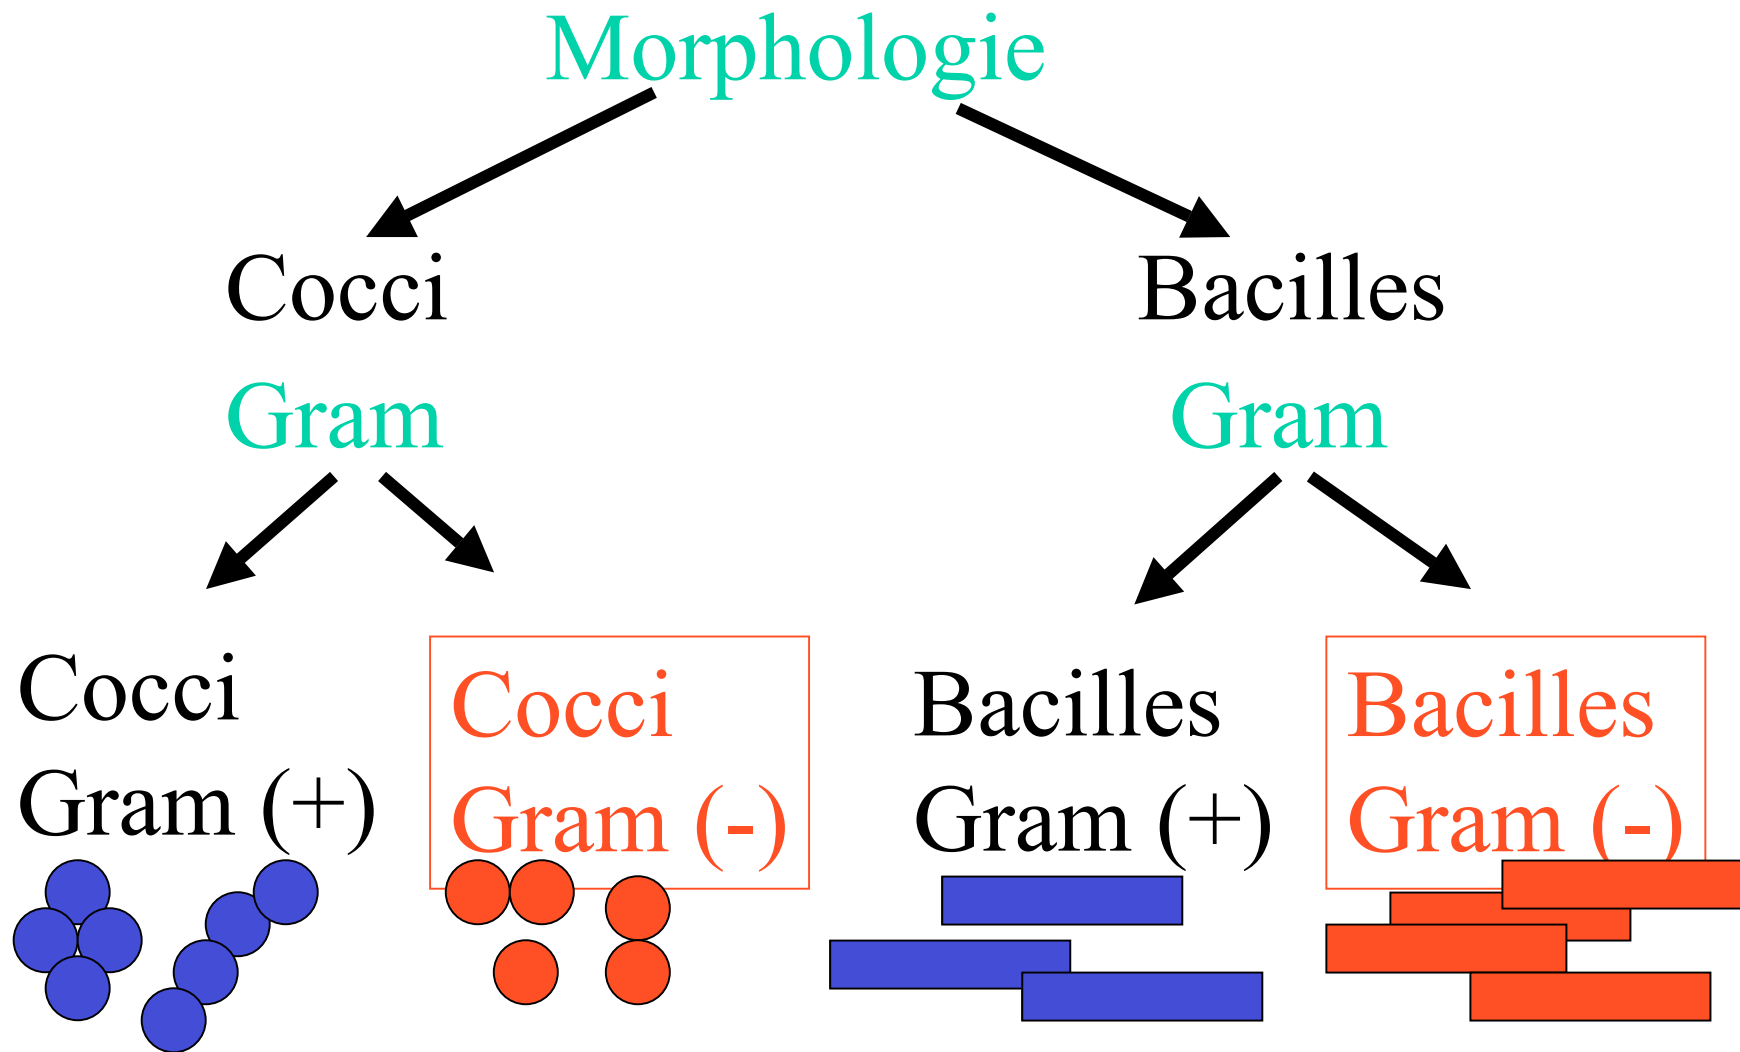 Morphologie
Cocci
Bacilles
Gram
Gram
Cocci
Gram (+)
Cocci
Gram (-)
Bacilles
Gram (+)
Bacilles
Gram (-)